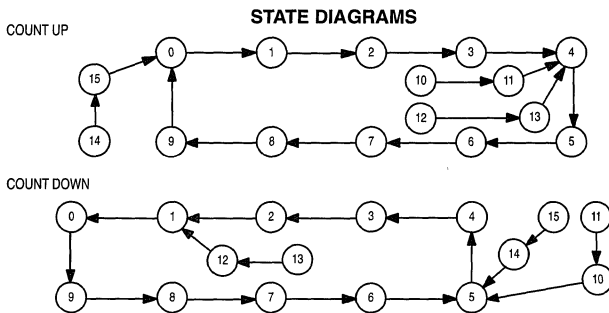 STATE DIAGRAMS
COUNT UP
0 1 2 3 4
15 10 11
12 13
14 9 8 7 6 5
COUNT DOWN
0 1 2 3 4 15 11
12 13 14
10
9 8 7 6 5